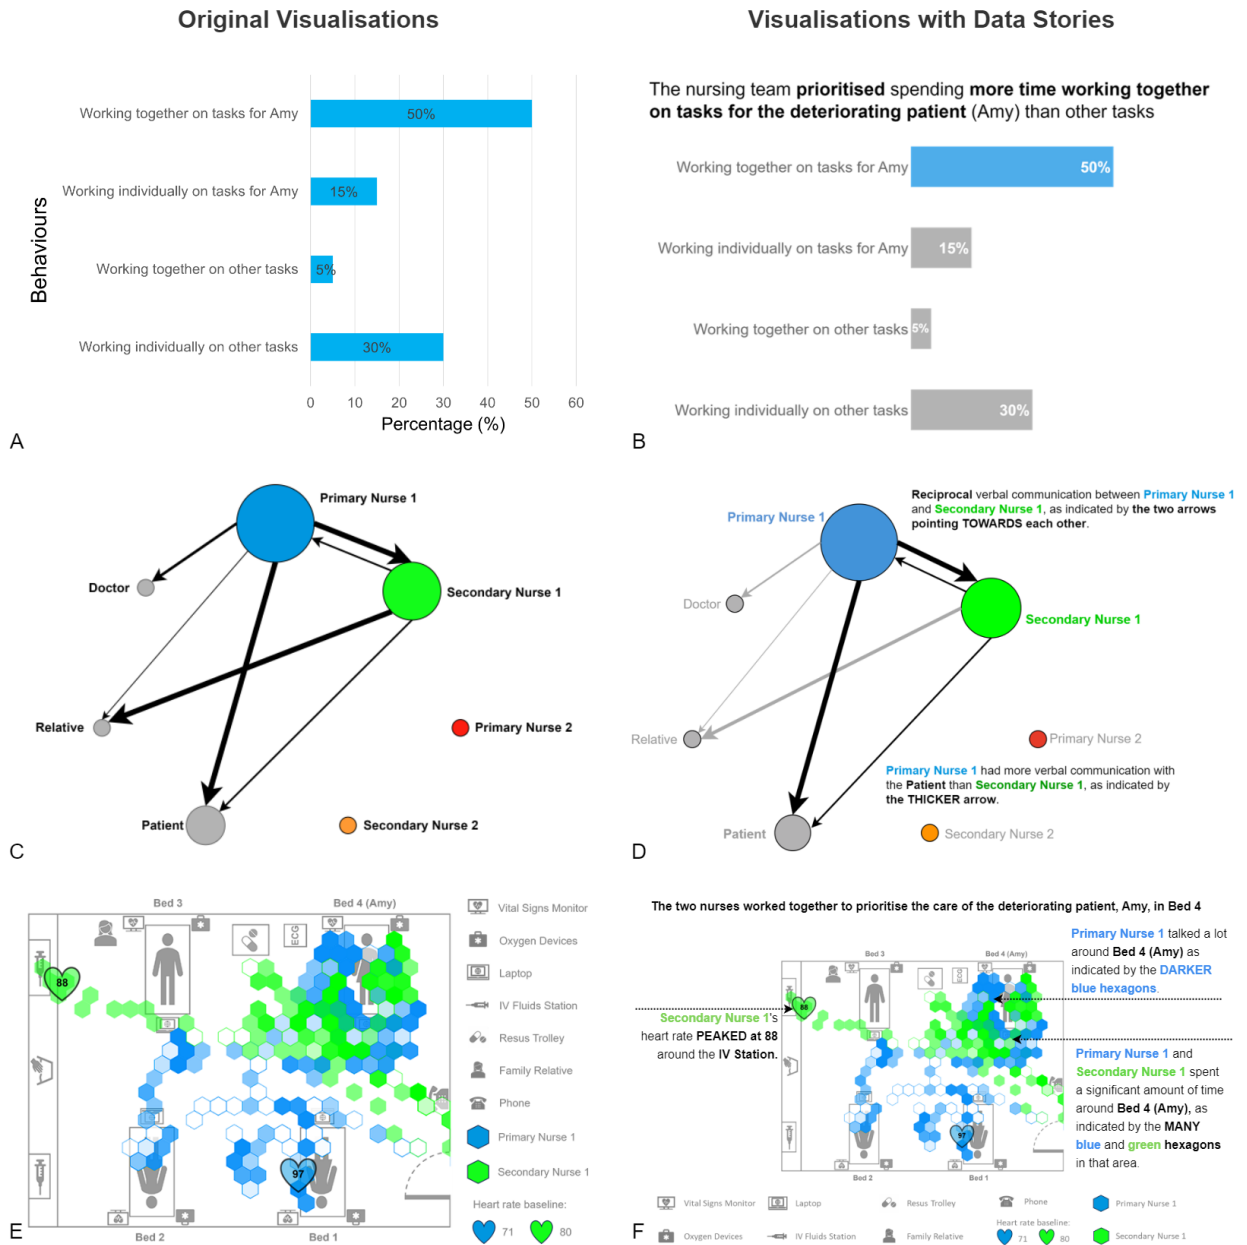 Original Visualisations
Visualisations with Data Stories
Behaviours
Working together on tasks for Amy
50%
Working individually on tasks for Amy
15%
Working together on other tasks
5%
Working individually on other tasks
30%
0 10 20 30 40 50 60
Percentage (%)
A
The nursing team prioritised spending more time working together
on tasks for the deteriorating patient (Amy) than other tasks
Working together on tasks for Amy
50%
Working individually on tasks for Amy
15%
Working together on other tasks
5%
Working individually on other tasks
30%
B
Primary Nurse 1
Doctor
Secondary Nurse 1
Relative
Primary Nurse 2
Patient
Secondary Nurse 2
C
Reciprocal verbal communication between Primary Nurse 1
and Secondary Nurse 1, as indicated by the two arrows
pointing TOWARDS each other.
Primary Nurse 1
Doctor
Secondary Nurse 1
Relative
Primary Nurse 2
Primary Nurse 1 had more verbal communication with
the Patient than Secondary Nurse 1, as indicated by
the THICKER arrow.
Patient
Secondary Nurse 2
D
Bed 3
Bed 4 (Amy)
ECG
88
97
Bed 2
Bed 1
Vital Signs Monitor
Oxygen Devices
Laptop
IV Fluids Station
Resus Trolley
Family Relative
Phone
Primary Nurse 1
Secondary Nurse 1
Heart rate baseline:
71
80
E
The two nurses worked together to prioritise the care of the deteriorating patient, Amy, in Bed 4
Primary Nurse 1 talked a lot
around Bed 4 (Amy) as
indicated by the DARKER
blue hexagons.
Bed 3
Bed 4 (Amy)
ECG
88
Secondary Nurse 1's
heart rate PEAKED at 88
around the IV Station.
Primary Nurse 1 and
Secondary Nurse 1 spent
a significant amount of time
around Bed 4 (Amy), as
indicated by the MANY
blue and green hexagons
in that area.
97
Bed 2
Bed 1
Vital Signs Monitor
Laptop
Resus Trolley
Phone
Primary Nurse 1
Oxygen Devices
IV Fluids Station
Family Relative
Heart rate baseline:
71
80
Secondary Nurse 1
F